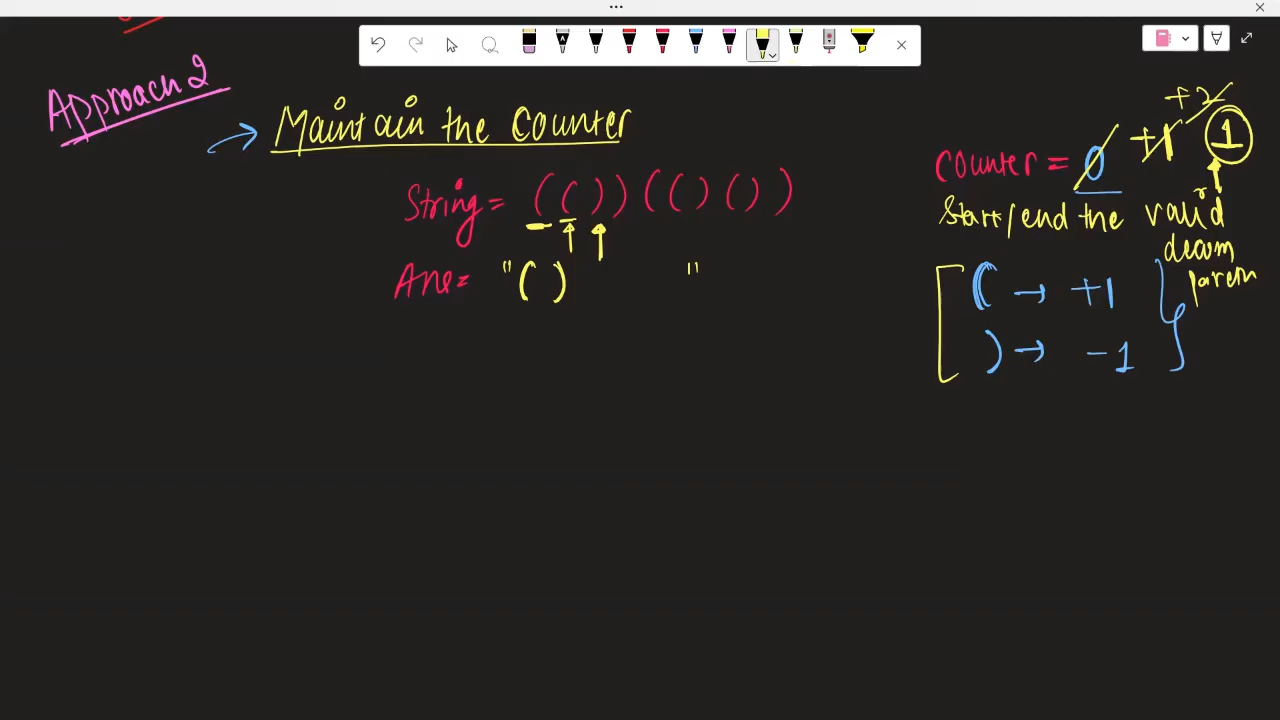 Approach 2
Maintain the Counter
String = ( ( ) ) ( ( ) ( ) )
Ans = " ( ) "
Counter = 0 +1 +2 1
Start/end the valid
decom
paren
( → +1
) → -1